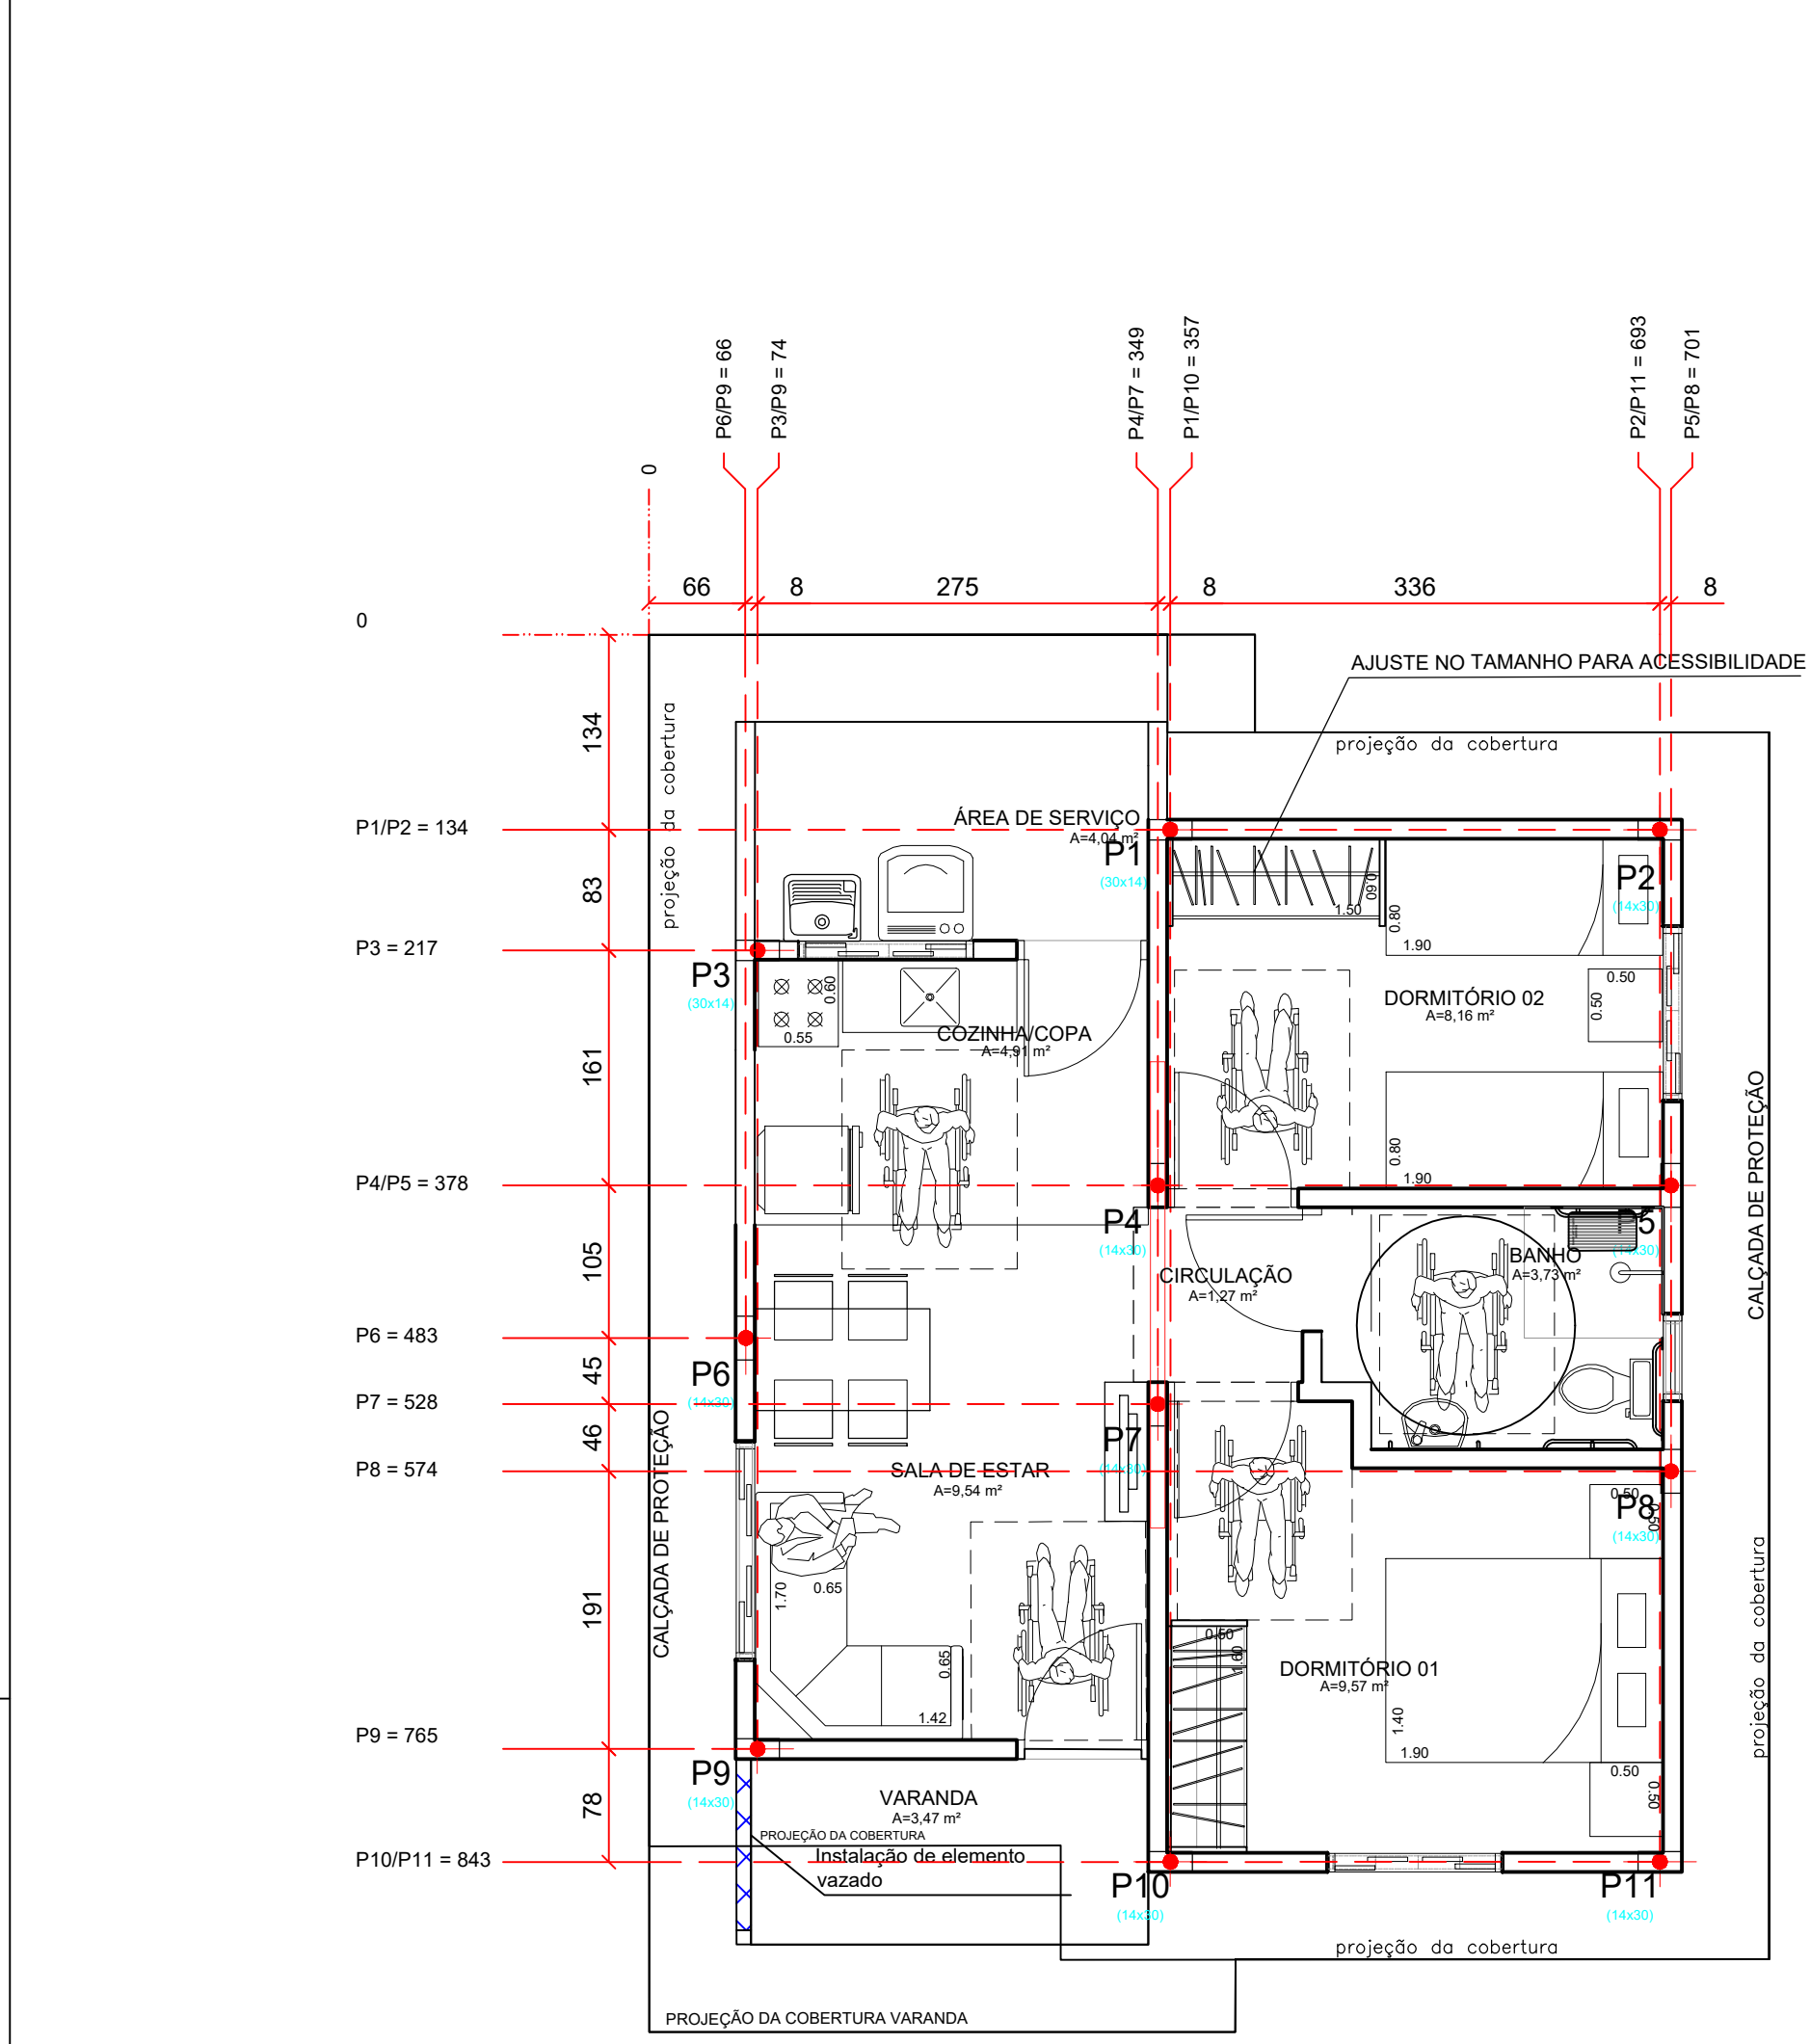 P6/P9 = 66
P3/P9 = 74
P4/P7 = 349
P1/P10 = 357
P2/P11 = 693
P5/P8 = 701
0
66
8
275
8
336
8
0
134
83
161
105
45
46
191
78
P1/P2 = 134
P3 = 217
P4/P5 = 378
P6 = 483
P7 = 528
P8 = 574
P9 = 765
P10/P11 = 843
AJUSTE NO TAMANHO PARA ACESSIBILIDADE
projeção da cobertura
projeção da cobertura
ÁREA DE SERVIÇO
A=4,04 m²
P1
(30x14)
P2
(14x30)
0.60
1.50
0.80
1.90
P3
(30x14)
0.60
0.55
COZINHA/COPA
A=4,91 m²
DORMITÓRIO 02
A=8,16 m²
0.50
0.50
0.80
1.90
CALÇADA DE PROTEÇÃO
P4
(14x30)
P5
(14x30)
CIRCULAÇÃO
A=1,27 m²
BANHO
A=3,73 m²
P6
(14x30)
P7
(14x30)
SALA DE ESTAR
A=9,54 m²
CALÇADA DE PROTEÇÃO
P8
(14x30)
0.50
0.50
1.70
0.65
0.65
1.42
0.50
1.60
DORMITÓRIO 01
A=9,57 m²
1.40
1.90
0.50
0.50
projeção da cobertura
P9
(14x30)
VARANDA
A=3,47 m²
PROJEÇÃO DA COBERTURA
Instalação de elemento
vazado
P10
(14x30)
P11
(14x30)
projeção da cobertura
PROJEÇÃO DA COBERTURA VARANDA